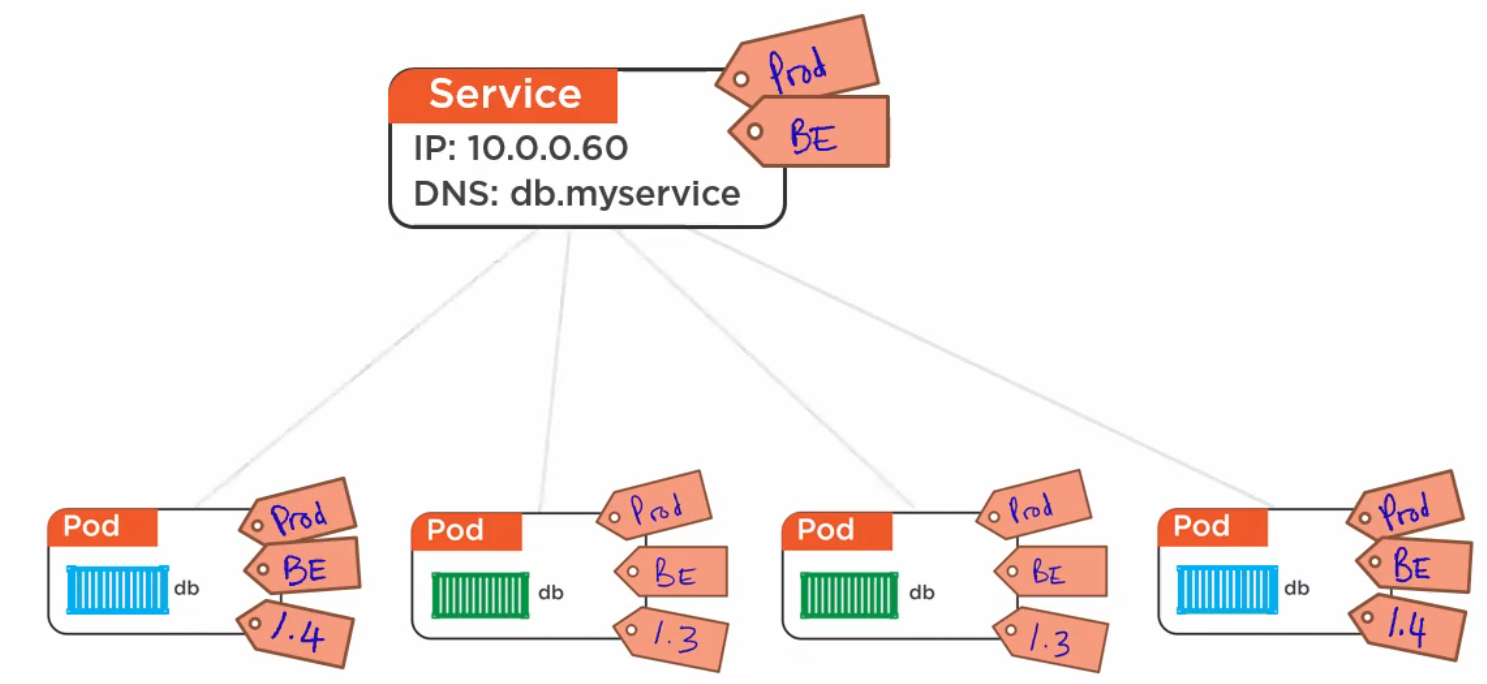 Service
Prod
BE
IP: 10.0.0.60
DNS: db.myservice
Pod
db
Prod
BE
1.4
Pod
db
Prod
BE
1.3
Pod
db
Prod
BE
1.3
Pod
db
Prod
BE
1.4